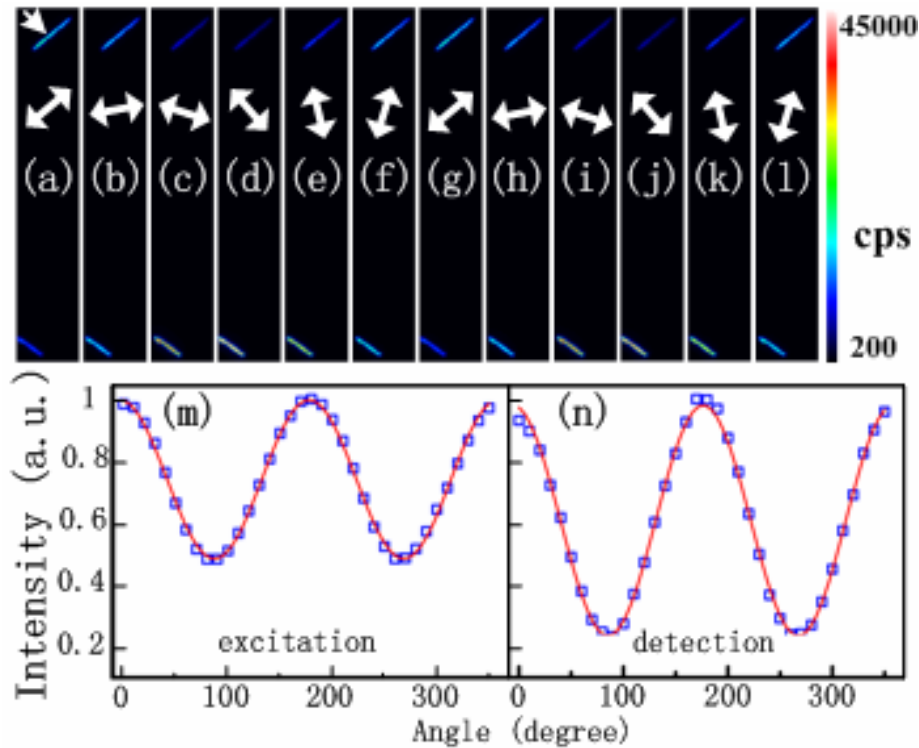 45000
(a) (b) (c) (d) (e) (f) (g) (h) (i) (j) (k) (l)
cps
200
Intensity (a.u.)
1
0.8
0.6
0.4
0.2
(m)
excitation
(n)
detection
0 100 200 300 0 100 200 300
Angle (degree)